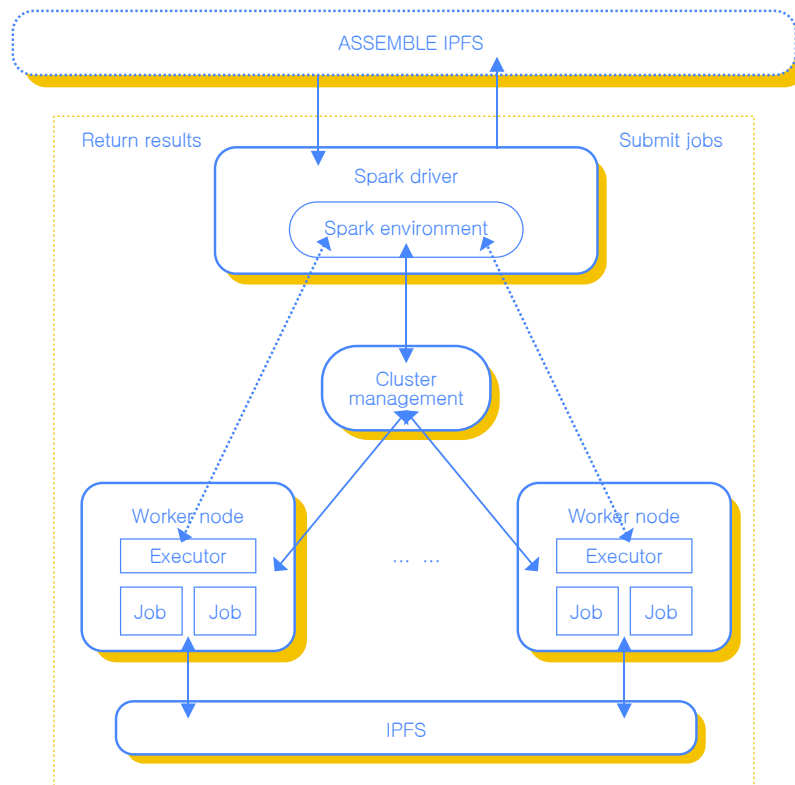 ASSEMBLE IPFS
Return results
Submit jobs
Spark driver
Spark environment
Cluster
management
Worker node
Worker node
Executor
... ...
Executor
Job
Job
Job
Job
IPFS